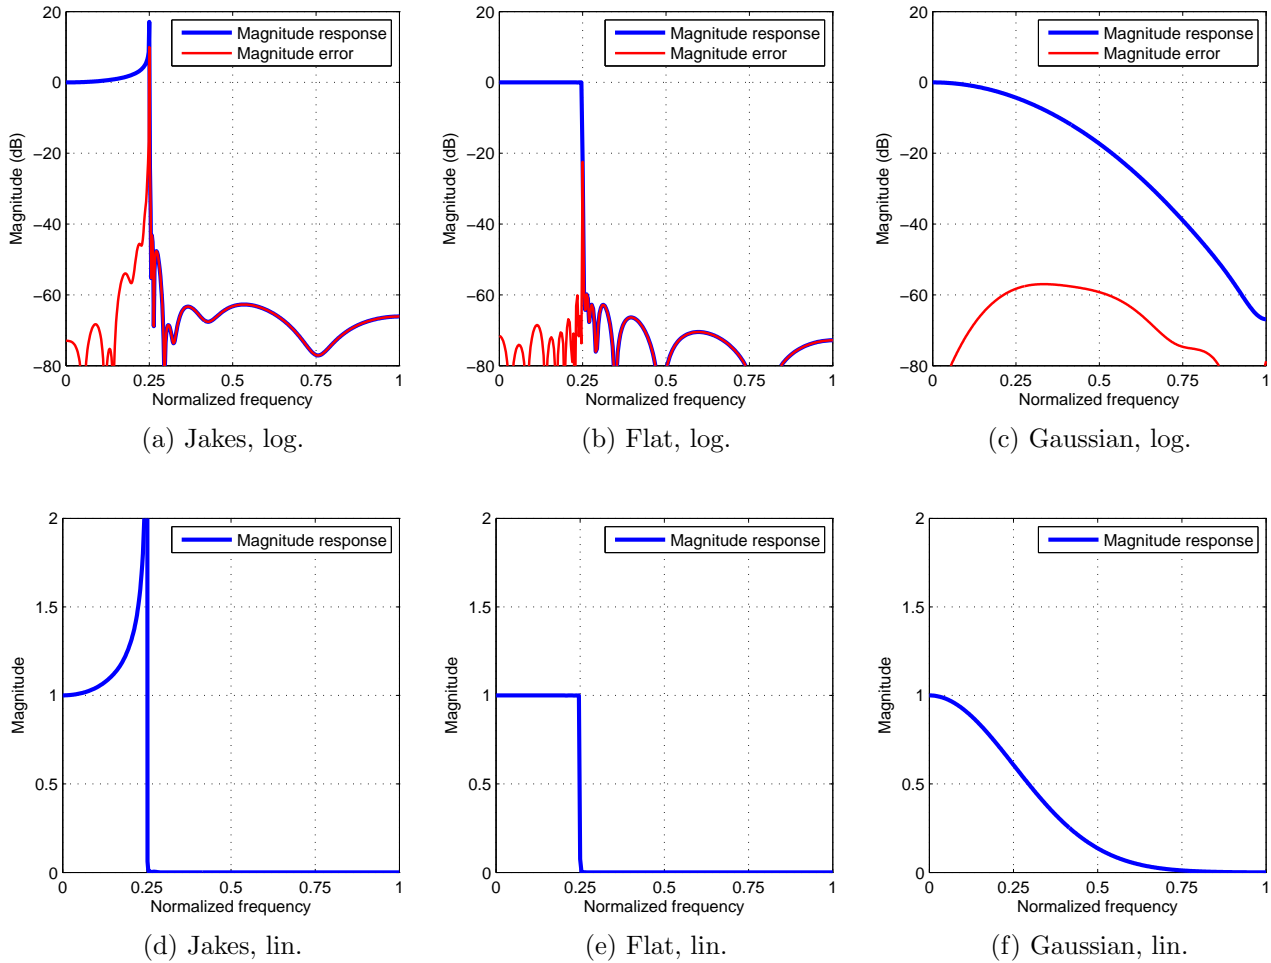 20
0
−20
−40
−60
−80
0
0.25
0.5
0.75
1
Magnitude (dB)
Normalized frequency
Magnitude response
Magnitude error
(a) Jakes, log.
20
0
−20
−40
−60
−80
0
0.25
0.5
0.75
1
Magnitude (dB)
Normalized frequency
Magnitude response
Magnitude error
(b) Flat, log.
20
0
−20
−40
−60
−80
0
0.25
0.5
0.75
1
Magnitude (dB)
Normalized frequency
Magnitude response
Magnitude error
(c) Gaussian, log.
2
1.5
1
0.5
0
0
0.25
0.5
0.75
1
Magnitude
Normalized frequency
Magnitude response
(d) Jakes, lin.
2
1.5
1
0.5
0
0
0.25
0.5
0.75
1
Magnitude
Normalized frequency
Magnitude response
(e) Flat, lin.
2
1.5
1
0.5
0
0
0.25
0.5
0.75
1
Magnitude
Normalized frequency
Magnitude response
(f) Gaussian, lin.